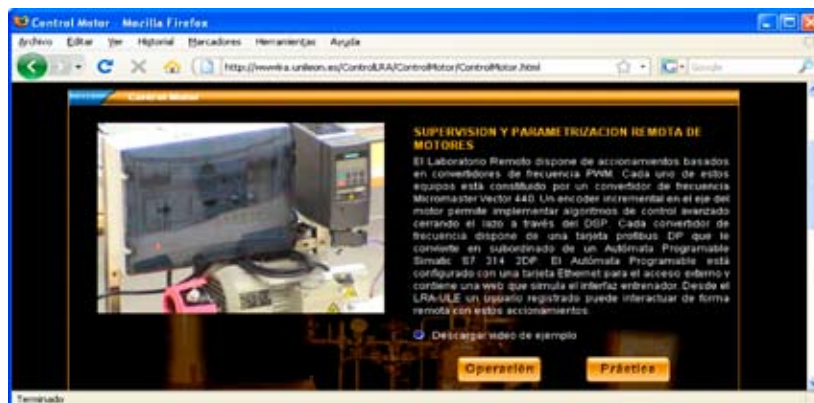 Control Motor - Mozilla Firefox
Archivo Editar Ver Historial Marcadores Herramientas Ayuda
Google
Control Motor
SUPERVISION Y PARAMETRIZACION REMOTA DE
MOTORES
El Laboratorio Remoto dispone de accionamientos basados
en convertidores de frecuencia PWM. Cada uno de estos
equipos está constituido por un convertidor de frecuencia
Micromaster Vector 440. Un encoder incremental en el eje del
motor permite implementar algoritmos de control avanzado
cerrando el lazo a través del DSP. Cada convertidor de
frecuencia dispone de una tarjeta profibus DP que le
convierte en subordinado de un Autómata Programable
Simatic S7 314 2DP. El Autómata Programable está
configurado con una tarjeta Ethernet para el acceso externo y
contiene una web que simula el interfaz entrenador. Desde el
LRA-ULE un usuario registrado puede interactuar de forma
remota con estos accionamientos.
Descargar video de ejemplo
Operación Práctica
Terminado